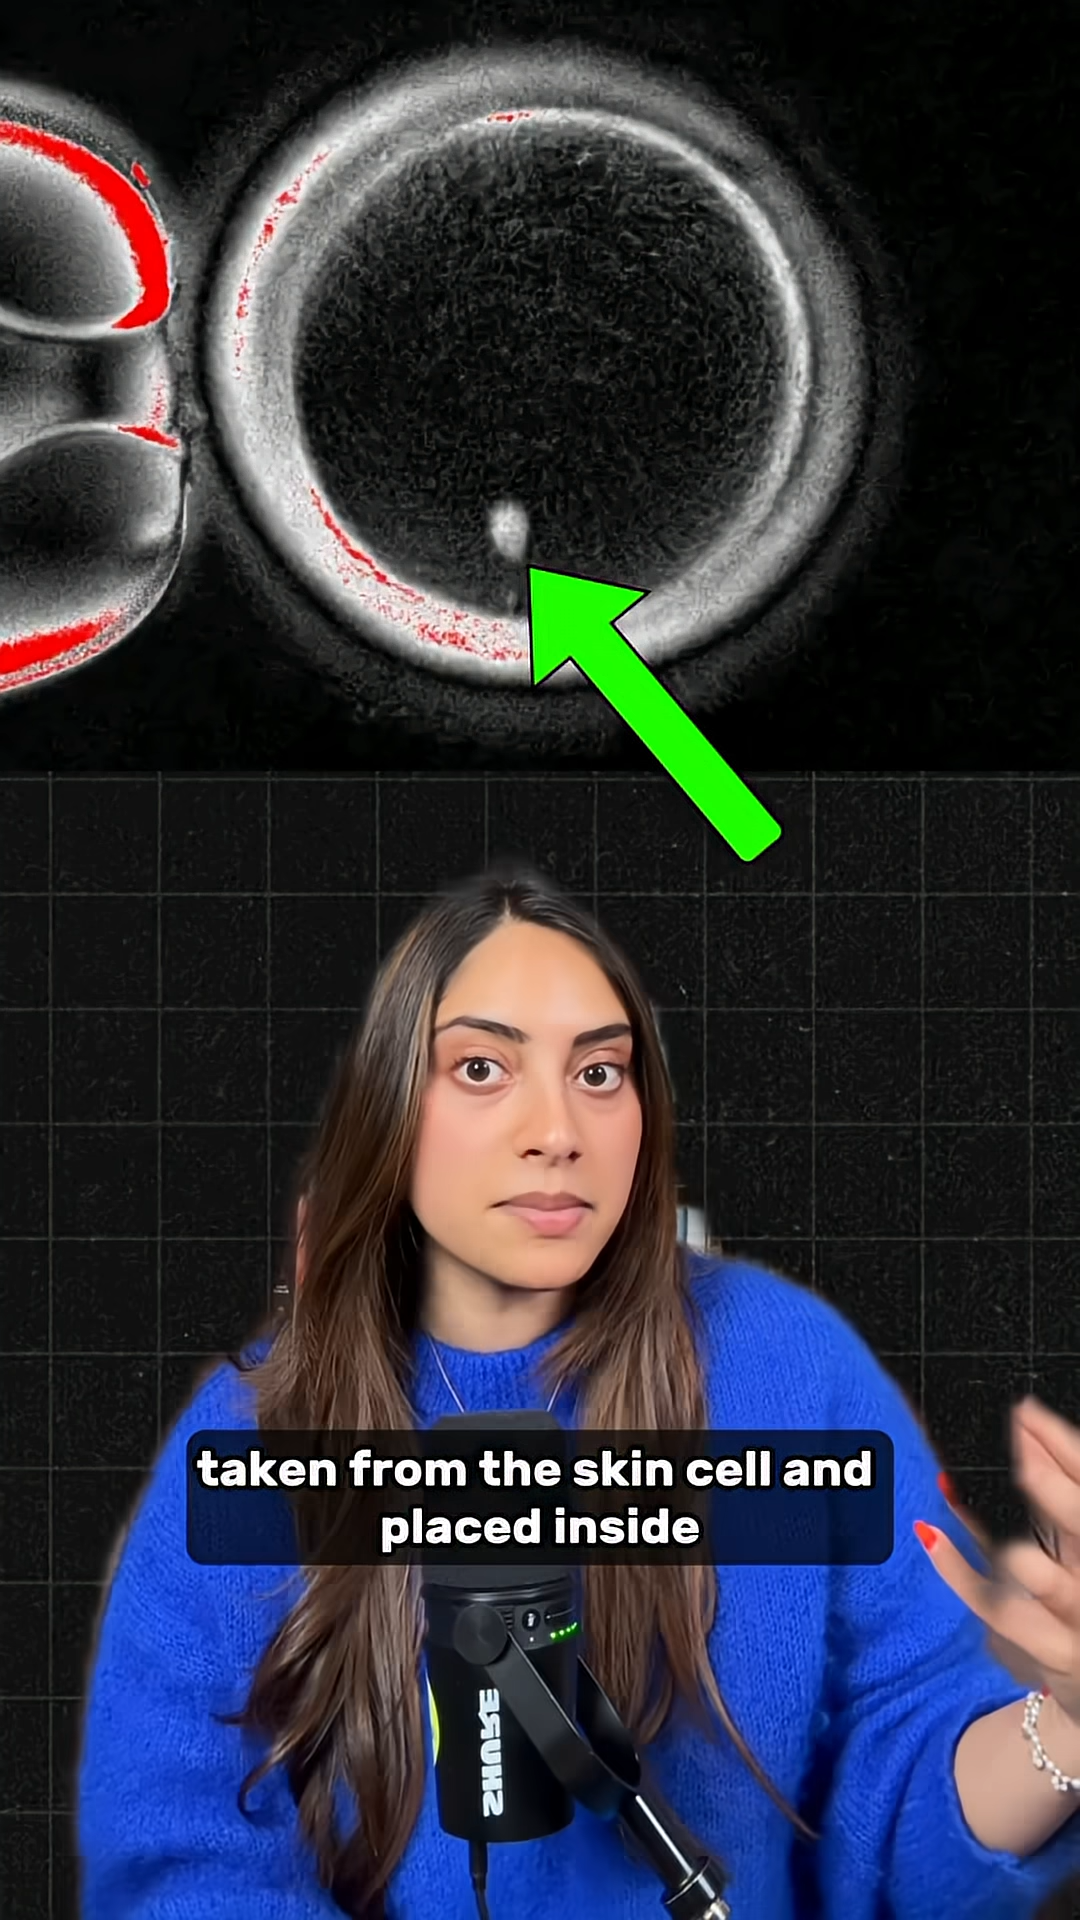 taken from the skin cell and
placed inside
SHURE